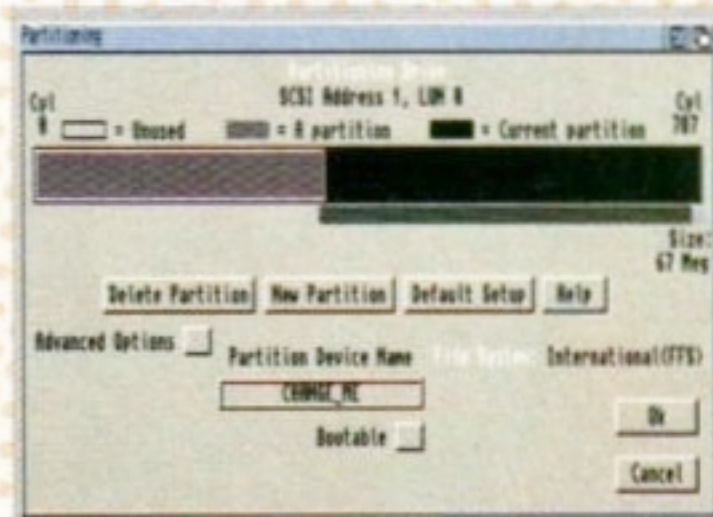 Partitioning
Partitioning Drive
SCSI Address 1, LUN 0
Cyl
0
= Unused
= A partition
= Current partition
Cyl
787
Size:
67 Meg
Delete Partition
New Partition
Default Setup
Help
Advanced Options
Partition Device Name
File System:
International(FFS)
CHANGE_ME
Bootable
Ok
Cancel